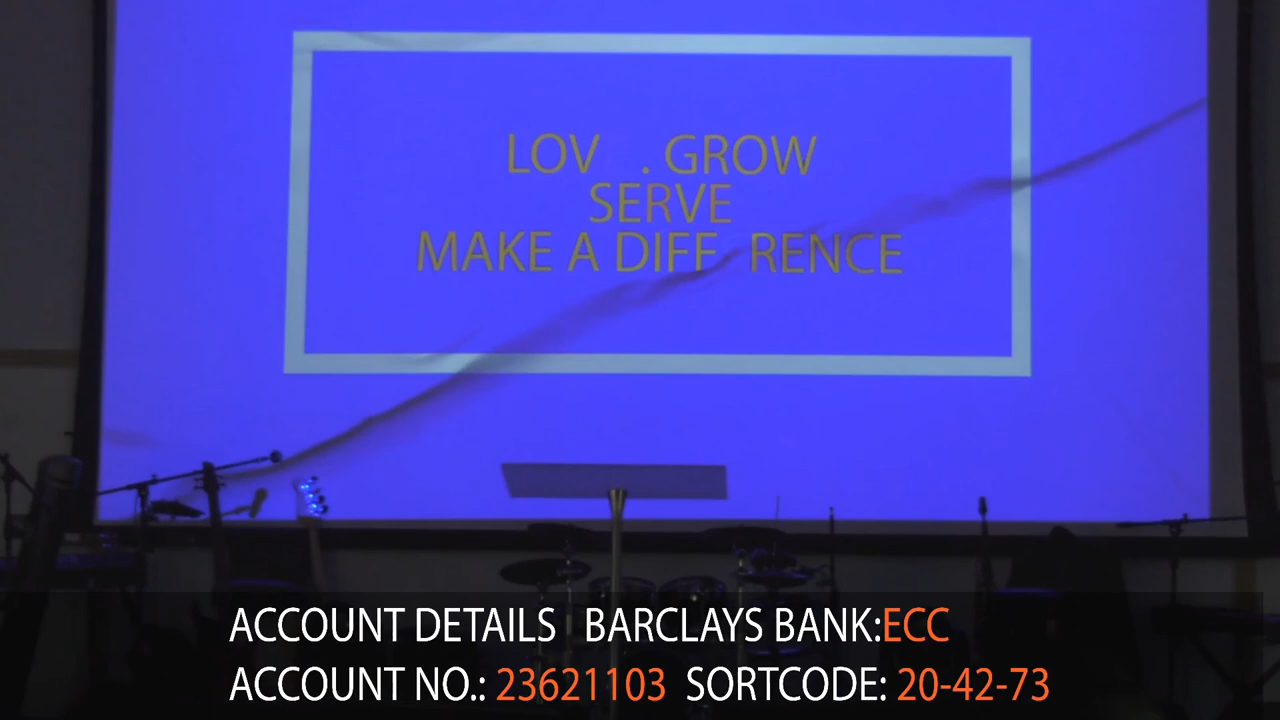 LOV . GROW
SERVE
MAKE A DIFF RENCE
ACCOUNT DETAILS BARCLAYS BANK:ECC
ACCOUNT NO.: 23621103 SORTCODE: 20-42-73